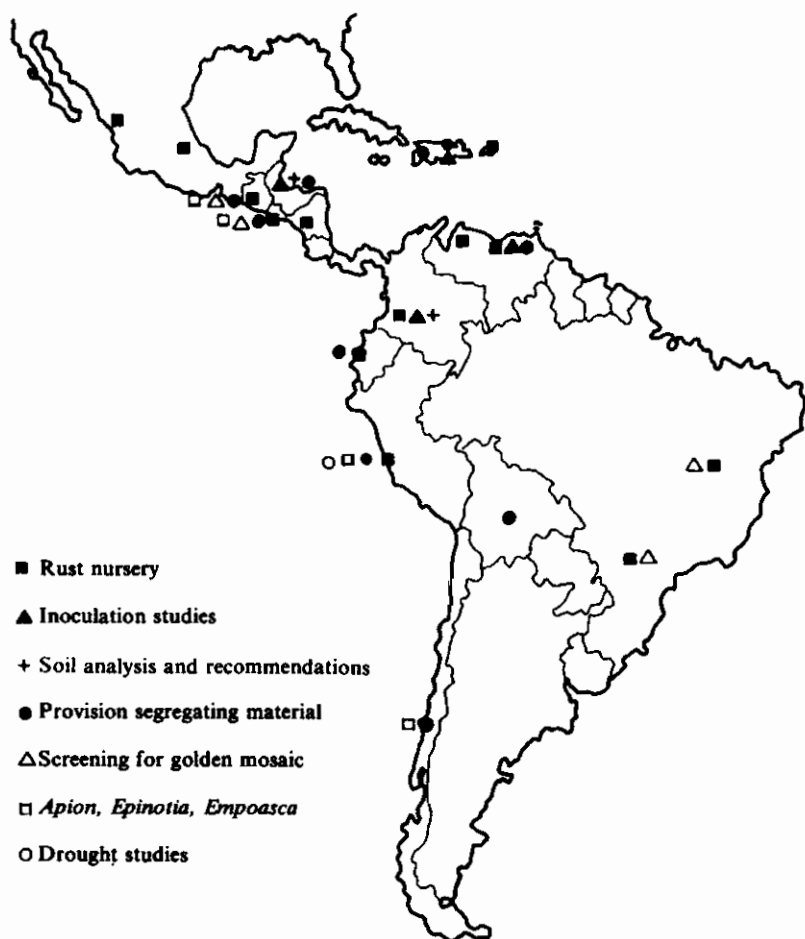 Rust nursery
Inoculation studies
Soil analysis and recommendations
Provision segregating material
Screening for golden mosaic
Apion, Epinotia, Empoasca
Drought studies